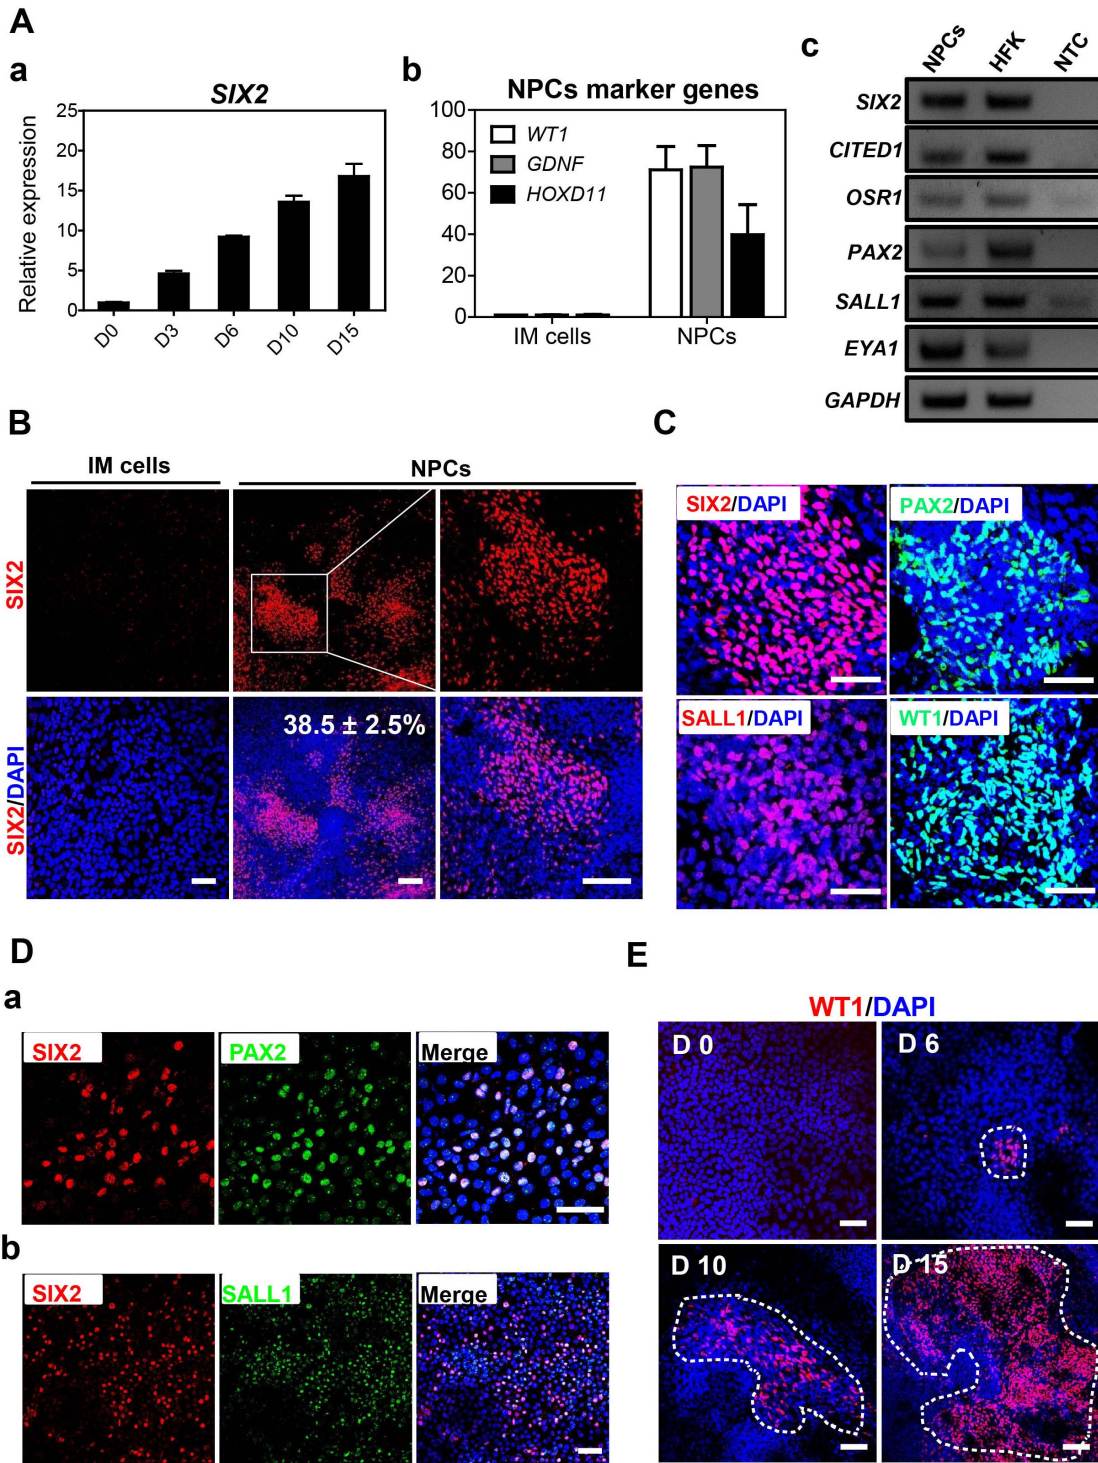 A
a
SIX2
Relative expression
25
20
15
10
5
0
D0
D3
D6
D10
D15
b
NPCs marker genes
100
80
60
40
20
0
WT1
GDNF
HOXD11
IM cells
NPCs
c
NPCs
HFK
NTC
SIX2
CITED1
OSR1
PAX2
SALL1
EYA1
GAPDH
B
IM cells
NPCs
SIX2
SIX2/DAPI
38.5 ± 2.5%
C
SIX2/DAPI
PAX2/DAPI
SALL1/DAPI
WT1/DAPI
D
a
SIX2
PAX2
Merge
b
SIX2
SALL1
Merge
E
WT1/DAPI
D 0
D 6
D 10
D 15